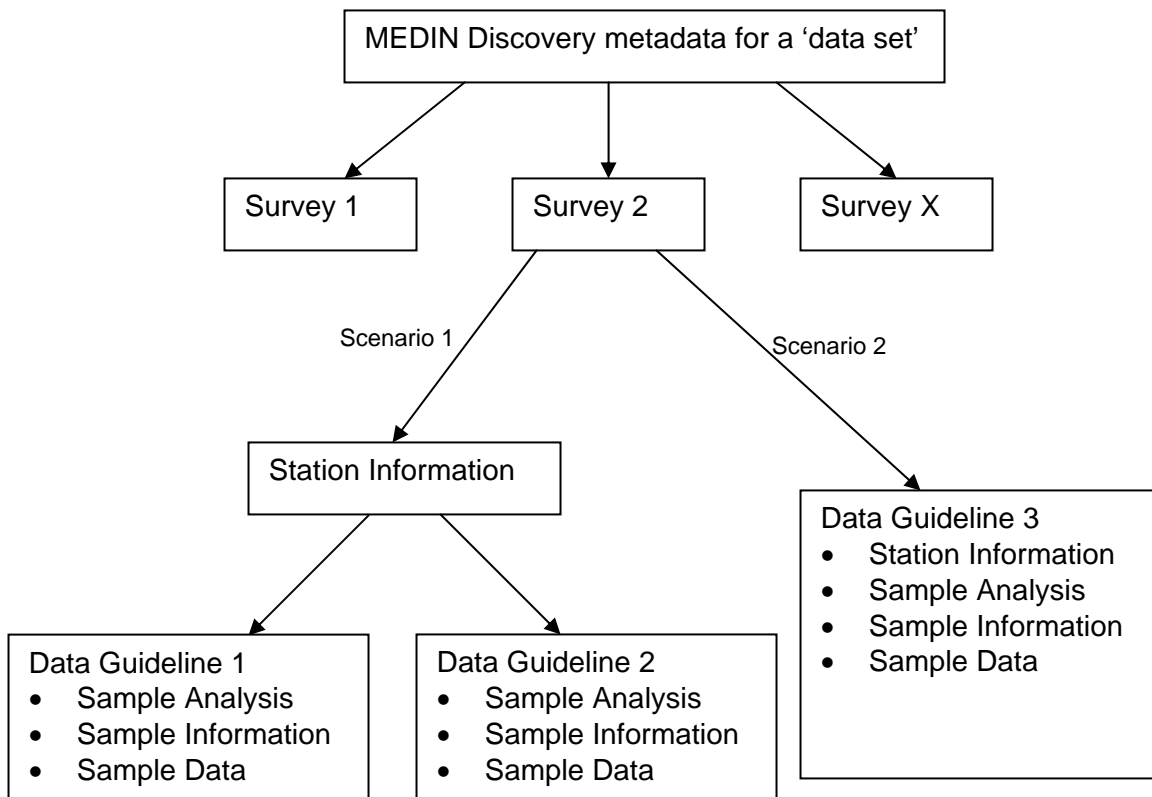 MEDIN Discovery metadata for a ‘data set’
Survey 1
Survey 2
Survey X
Scenario 1
Scenario 2
Station Information
Data Guideline 1
• Sample Analysis
• Sample Information
• Sample Data
Data Guideline 2
• Sample Analysis
• Sample Information
• Sample Data
Data Guideline 3
• Station Information
• Sample Analysis
• Sample Information
• Sample Data